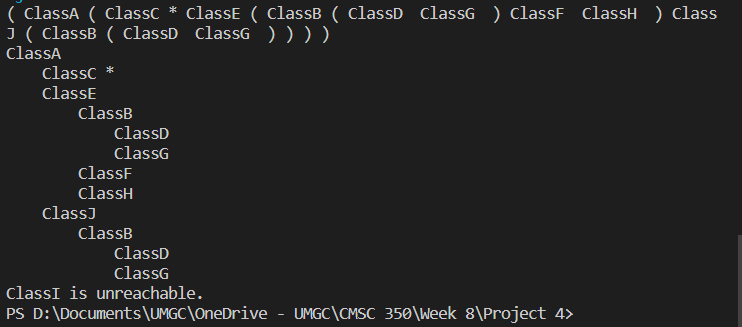 ( ClassA ( ClassC * ClassE ( ClassB ( ClassD  ClassG  ) ClassF  ClassH  ) Class
J ( ClassB ( ClassD  ClassG  ) ) ) )
ClassA
    ClassC *
    ClassE
        ClassB
            ClassD
            ClassG
        ClassF
        ClassH
    ClassJ
        ClassB
            ClassD
            ClassG
ClassI is unreachable.
PS D:\Documents\UMGC\OneDrive - UMGC\CMSC 350\Week 8\Project 4>